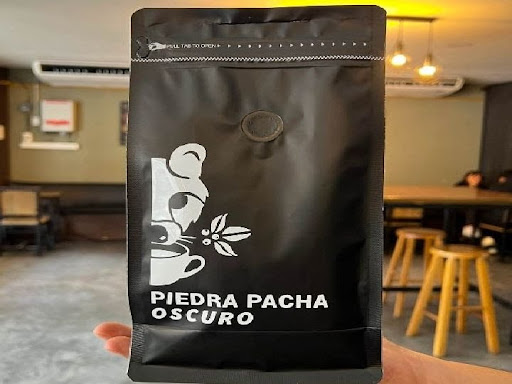 PULL TAB TO OPEN
PIEDRA PACHA
OSCURO